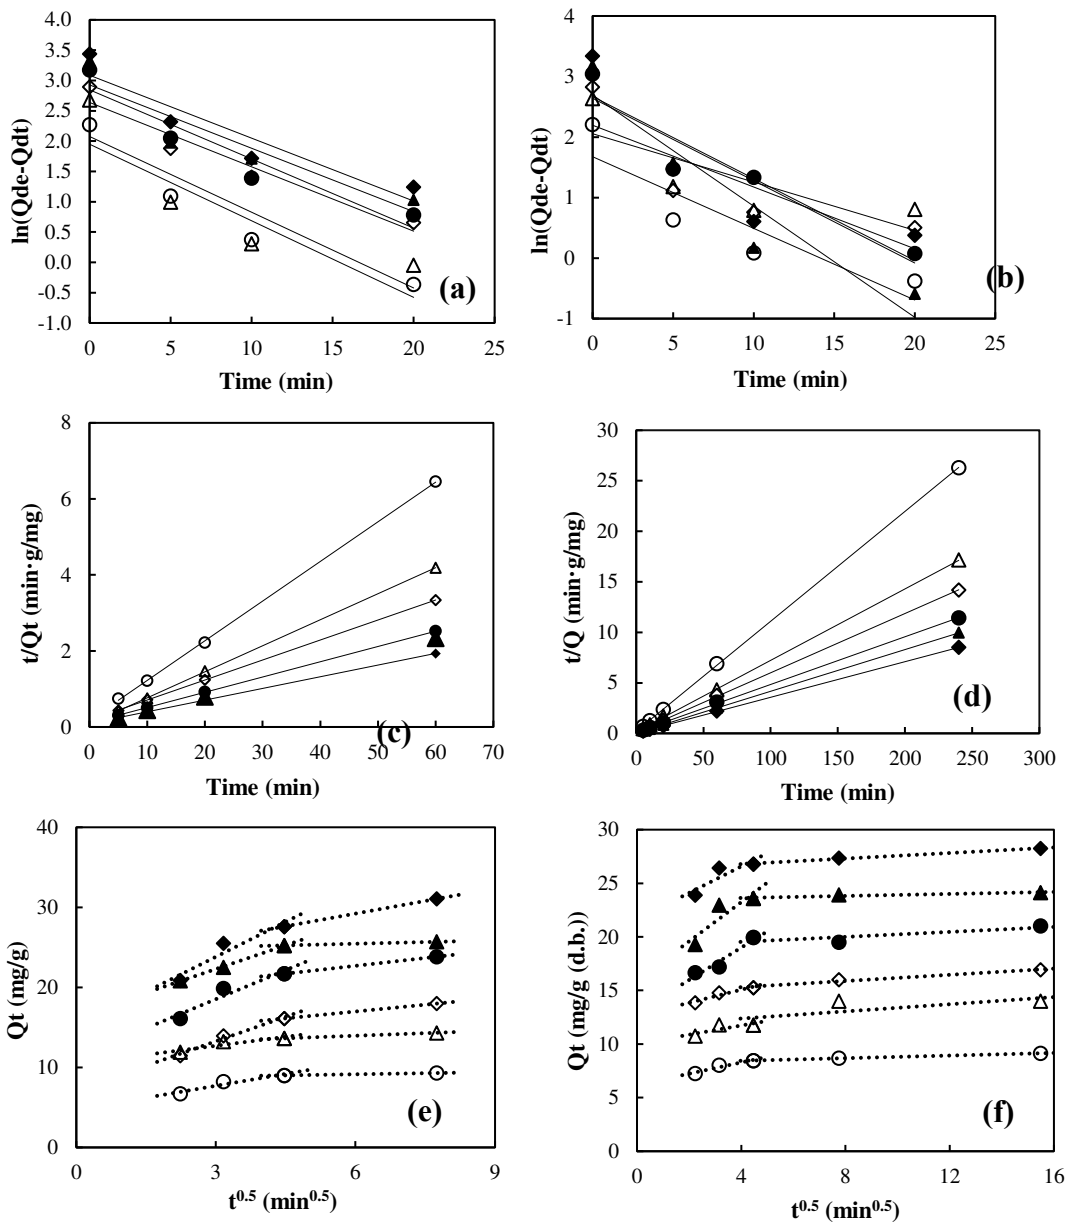 4.0
3.5
3.0
2.5
2.0
1.5
1.0
0.5
0.0
-0.5
-1.0
ln(Qde-Qdt)
0 5 10 15 20 25
Time (min)
(a)
4
3
2
1
0
-1
ln(Qde-Qdt)
0 5 10 15 20 25
Time (min)
(b)
8
6
4
2
0
t/Qt (min·g/mg)
0 10 20 30 40 50 60 70
Time (min)
(c)
30
25
20
15
10
5
0
t/Q (min·g/mg)
0 50 100 150 200 250 300
Time (min)
(d)
40
30
20
10
0
Qt (mg/g)
0 3 6 9
t^0.5 (min^0.5)
(e)
30
25
20
15
10
5
0
Qt (mg/g (d.b.))
0 4 8 12 16
t^0.5 (min^0.5)
(f)